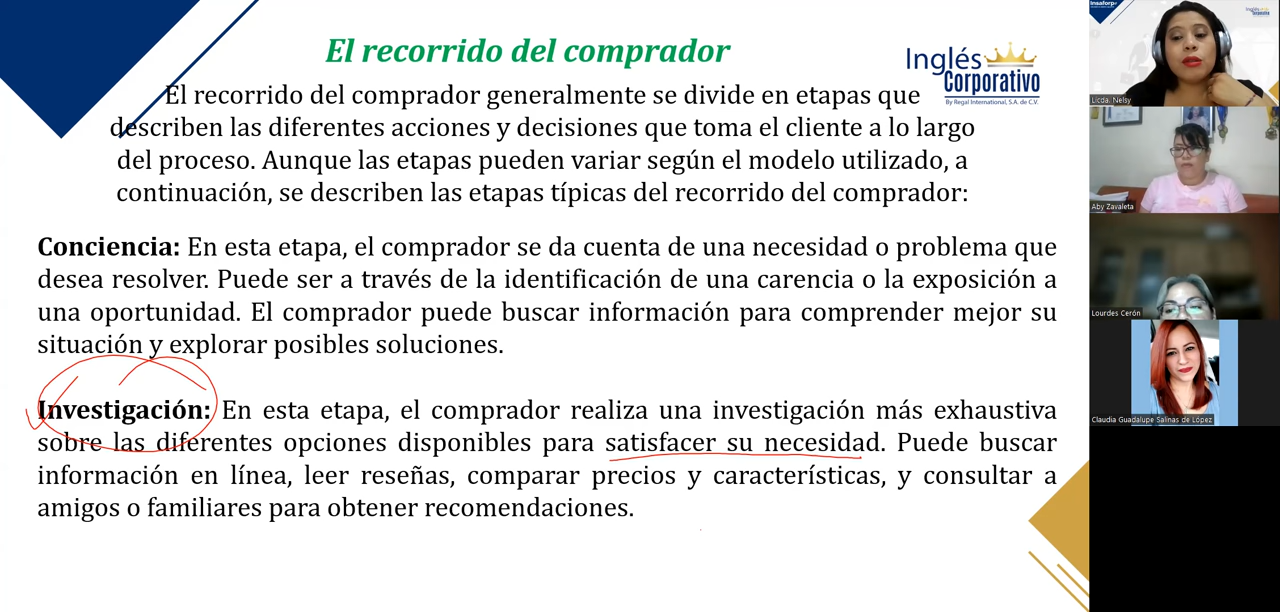 El recorrido del comprador
Inglés
Corporativo
By Regal International, S.A. de C.V.
El recorrido del comprador generalmente se divide en etapas que
describen las diferentes acciones y decisiones que toma el cliente a lo largo
del proceso. Aunque las etapas pueden variar según el modelo utilizado, a
continuación, se describen las etapas típicas del recorrido del comprador:
Conciencia: En esta etapa, el comprador se da cuenta de una necesidad o problema que
desea resolver. Puede ser a través de la identificación de una carencia o la exposición a
una oportunidad. El comprador puede buscar información para comprender mejor su
situación y explorar posibles soluciones.
Investigación: En esta etapa, el comprador realiza una investigación más exhaustiva
sobre las diferentes opciones disponibles para satisfacer su necesidad. Puede buscar
información en línea, leer reseñas, comparar precios y características, y consultar a
amigos o familiares para obtener recomendaciones.
Insaforp
Licda. Nelsy
Aby Zavaleta
Lourdes Cerón
Claudia Guadalupe Salinas de López